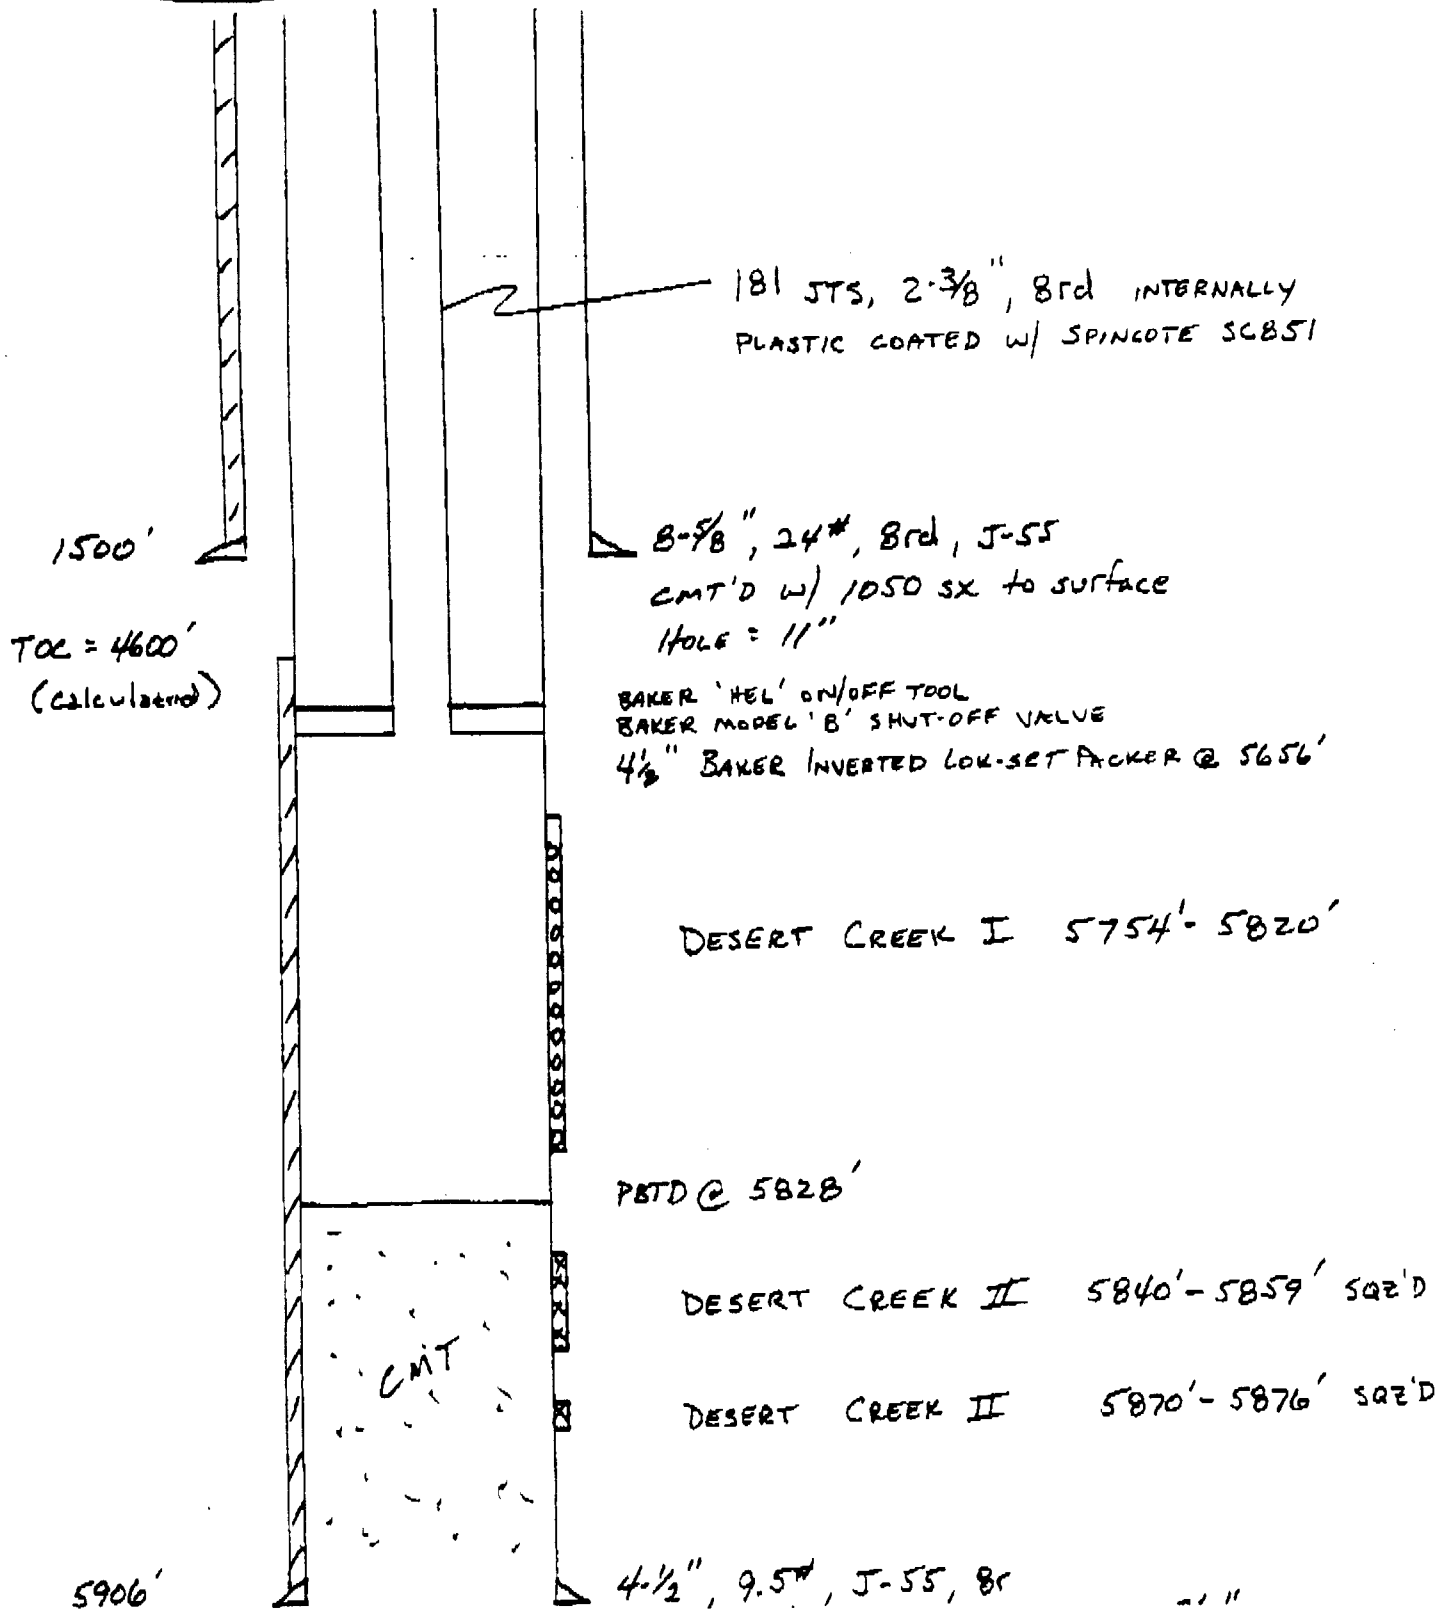 181 JTS, 2-3/8", 8rd INTERNALLY
PLASTIC COATED W/ SPINCOTE SC851
1500'
8-5/8", 24#, 8rd, J-55
CMT'D W/ 1050 SX to surface
HOLE = 11"
TOC = 4600'
(calculated)
BAKER 'HEL' ON/OFF TOOL
BAKER MODEL 'B' SHUT-OFF VALVE
4½" BAKER INVERTED LOK-SET PACKER @ 5656'
DESERT CREEK I 5754'- 5820'
PBTD @ 5828'
DESERT CREEK II 5840'- 5859' SQZ'D
CMT
DESERT CREEK II 5870'- 5876' SQZ'D
5906'
4-1/2", 9.5#, J-55, 8r